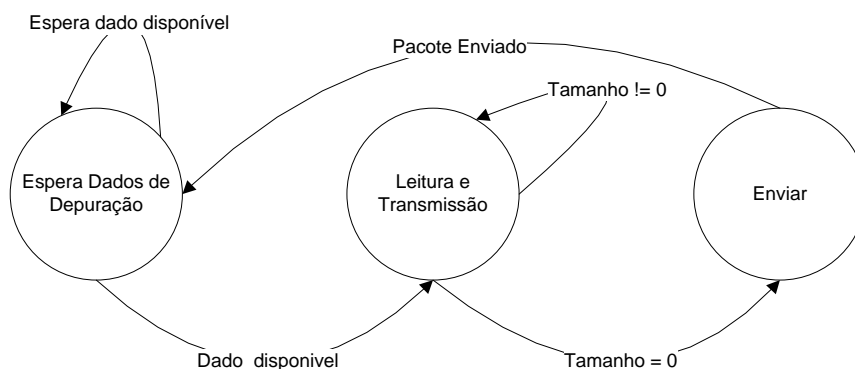 Espera dado disponível
Pacote Enviado
Tamanho != 0
Espera Dados de
Depuração
Leitura e
Transmissão
Enviar
Dado disponivel
Tamanho = 0